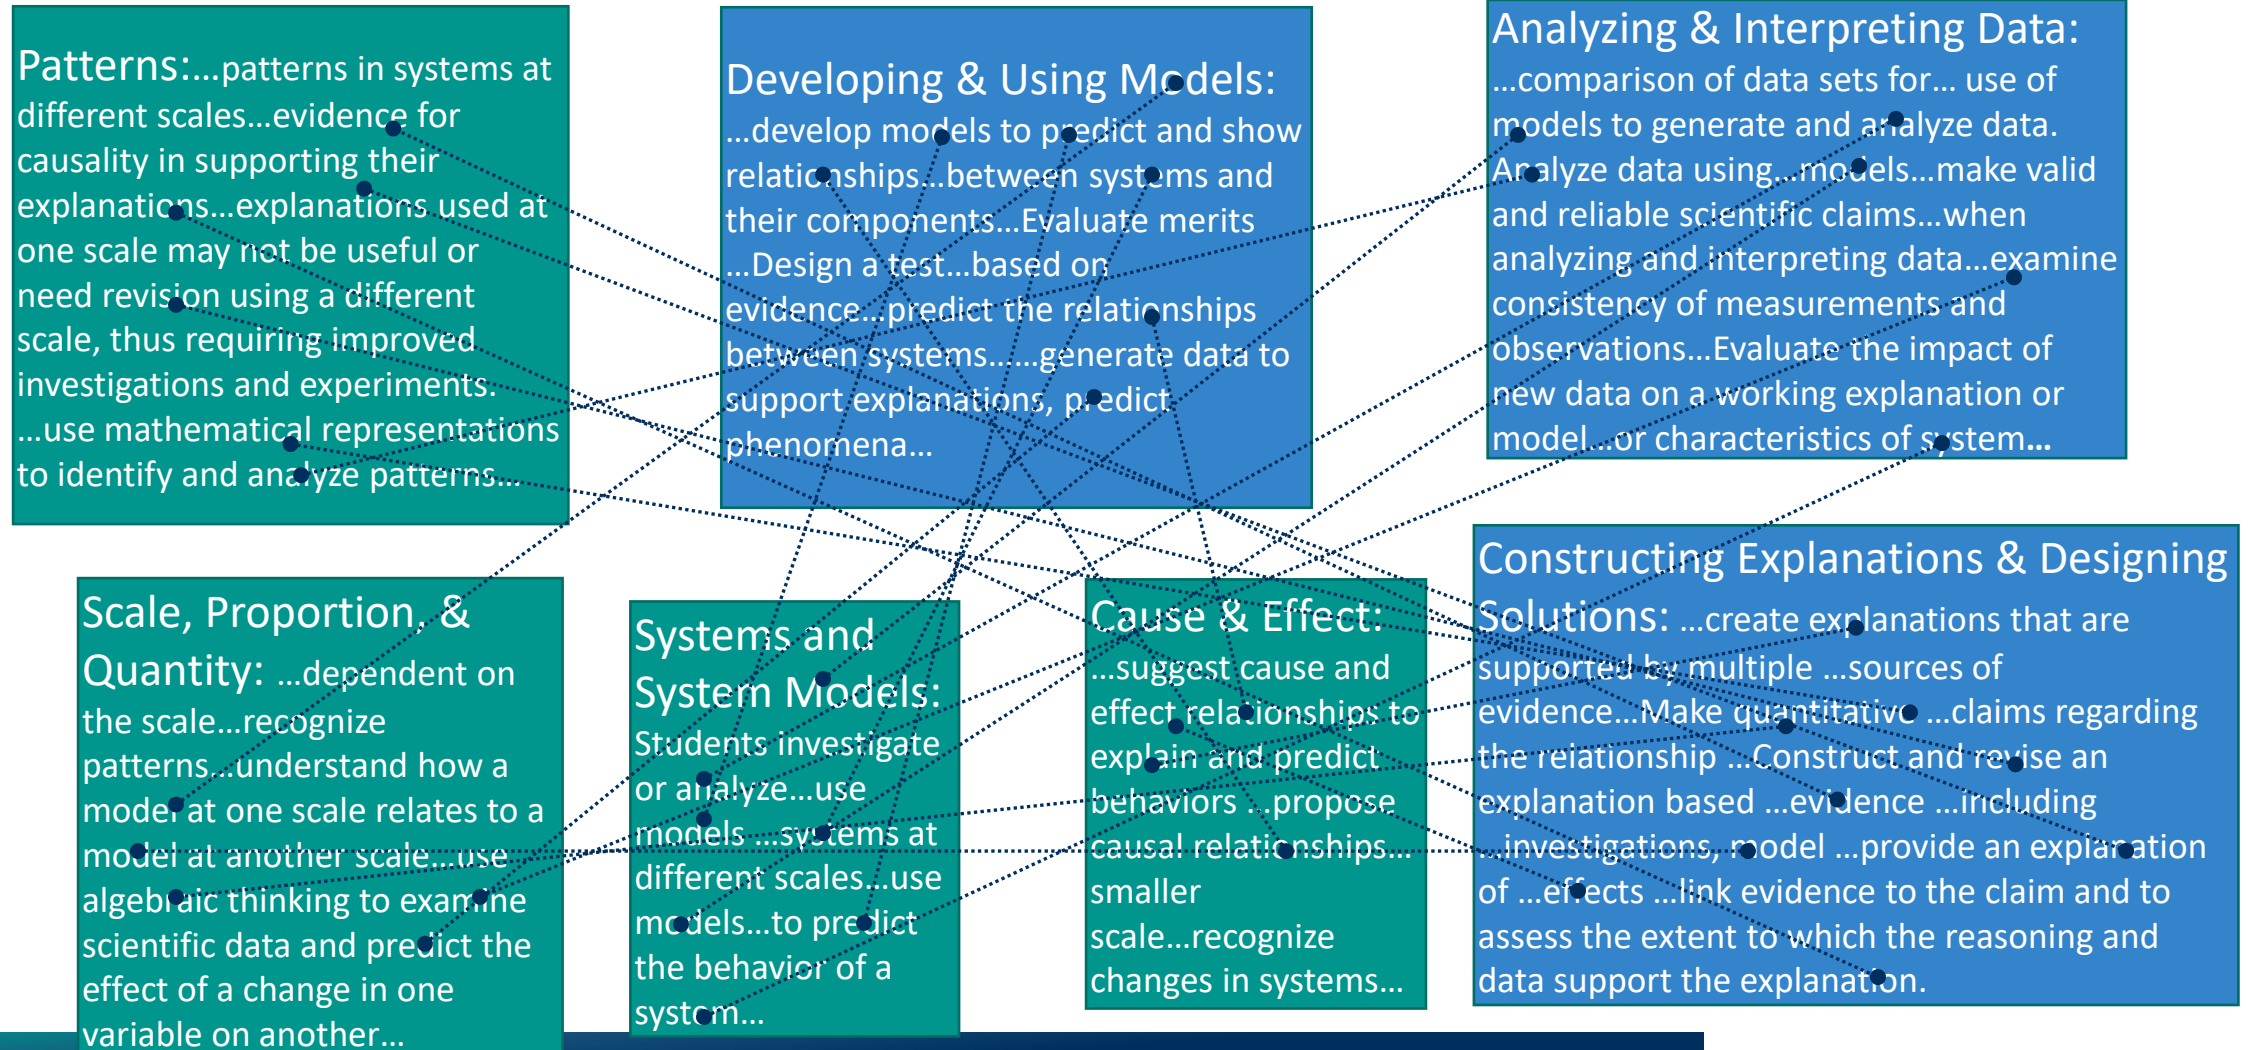 Patterns:...patterns in systems at
different scales...evidence for
causality in supporting their
explanations...explanations used at
one scale may not be useful or
need revision using a different
scale, thus requiring improved
investigations and experiments.
...use mathematical representations
to identify and analyze patterns...
Developing & Using Models:
...develop models to predict and show
relationships...between systems and
their components...Evaluate merits
...Design a test...based on
evidence...predict the relationships
between systems......generate data to
support explanations, predict
phenomena...
Analyzing & Interpreting Data:
...comparison of data sets for... use of
models to generate and analyze data.
Analyze data using...models...make valid
and reliable scientific claims...when
analyzing and interpreting data...examine
consistency of measurements and
observations...Evaluate the impact of
new data on a working explanation or
model...or characteristics of system...
Scale, Proportion, &
Quantity: ...dependent on
the scale...recognize
patterns...understand how a
model at one scale relates to a
model at another scale...use
algebraic thinking to examine
scientific data and predict the
effect of a change in one
variable on another...
Systems and
System Models:
Students investigate
or analyze...use
models ...systems at
different scales...use
models...to predict
the behavior of a
system...
Cause & Effect:
...suggest cause and
effect relationships to
explain and predict
behaviors ...propose
causal relationships...
smaller
scale...recognize
changes in systems...
Constructing Explanations & Designing
Solutions: ...create explanations that are
supported by multiple ...sources of
evidence...Make quantitative ...claims regarding
the relationship ...Construct and revise an
explanation based ...evidence ...including
...investigations, model ...provide an explanation
of ...effects ...link evidence to the claim and to
assess the extent to which the reasoning and
data support the explanation.